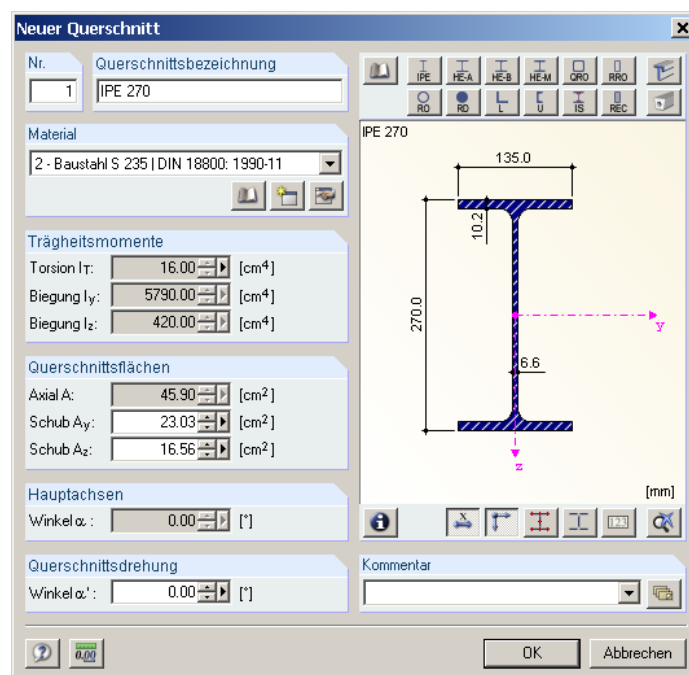 Neuer Querschnitt
Nr.
1
Querschnittsbezeichnung
IPE 270
Material
2 - Baustahl S 235 | DIN 18800: 1990-11
Trägheitsmomente
Torsion IT: 16.00 [cm4]
Biegung Iy: 5790.00 [cm4]
Biegung Iz: 420.00 [cm4]
Querschnittsflächen
Axial A: 45.90 [cm2]
Schub Ay: 23.03 [cm2]
Schub Az: 16.56 [cm2]
Hauptachsen
Winkel α : 0.00 [°]
Querschnittsdrehung
Winkel α' : 0.00 [°]
IPE HE-A HE-B HE-M QRO RRO
RO RD L U IS REC
IPE 270
135.0
10.2
270.0
y
6.6
z
[mm]
X
123
Kommentar
0.00
OK
Abbrechen